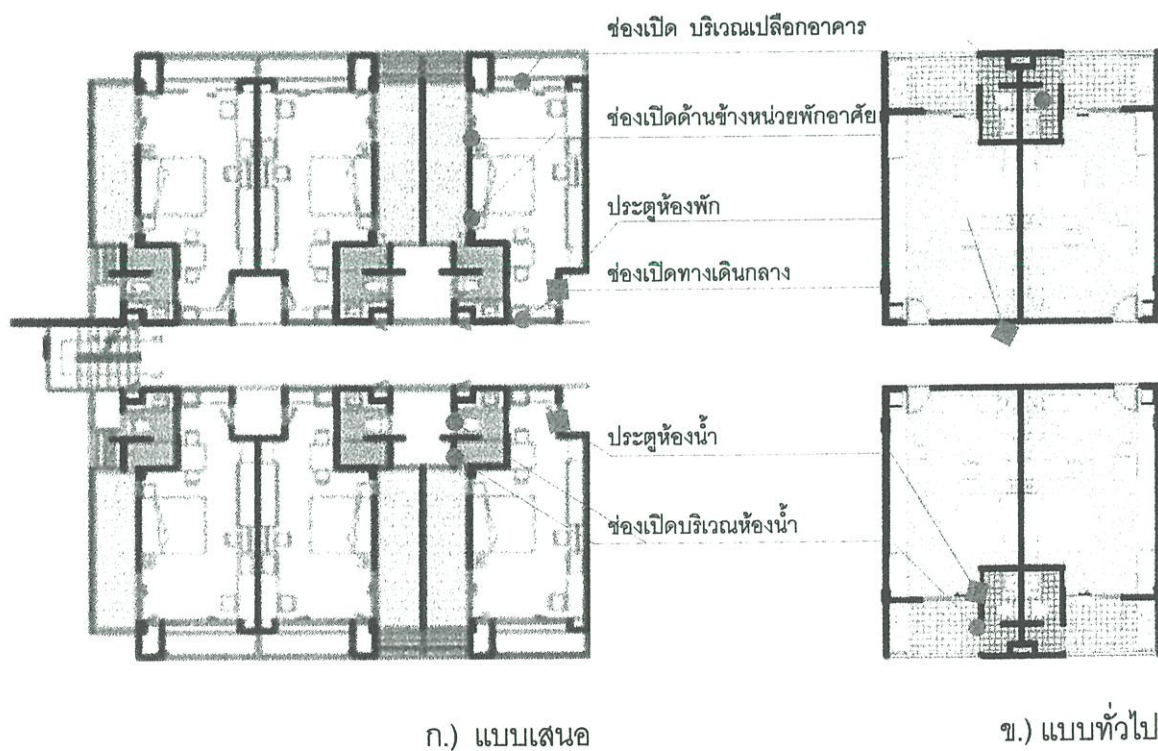 ช่องเปิด บริเวณเปลือกอาคาร
ช่องเปิดด้านข้างหน่วยพักอาศัย
ประตูห้องพัก
ช่องเปิดทางเดินกลาง
ประตูห้องน้ำ
ช่องเปิดบริเวณห้องน้ำ
ก.) แบบเสนอ
ข.) แบบทั่วไป